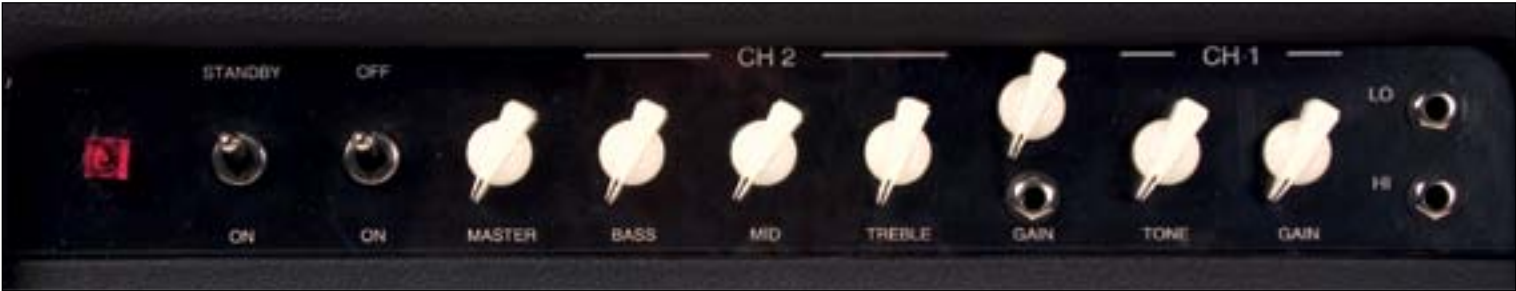 CH 2
CH 1
STANDBY OFF
LO
HI
ON ON MASTER BASS MID TREBLE GAIN TONE GAIN